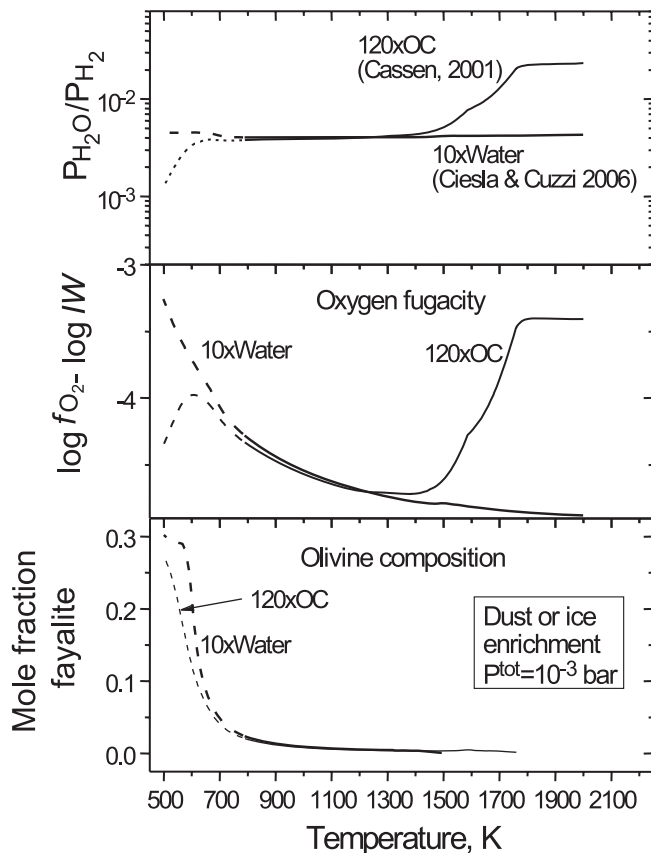 P_H2O/P_H2
10^-2
10^-3
120xOC
(Cassen, 2001)
10xWater
(Ciesla & Cuzzi 2006)
log fO2- log IW
-3
-4
Oxygen fugacity
10xWater
120xOC
Mole fraction
fayalite
0.3
0.2
0.1
0.0
Olivine composition
120xOC
10xWater
Dust or ice
enrichment
P^tot=10^-3 bar
500 700 900 1100 1300 1500 1700 1900 2100
Temperature, K